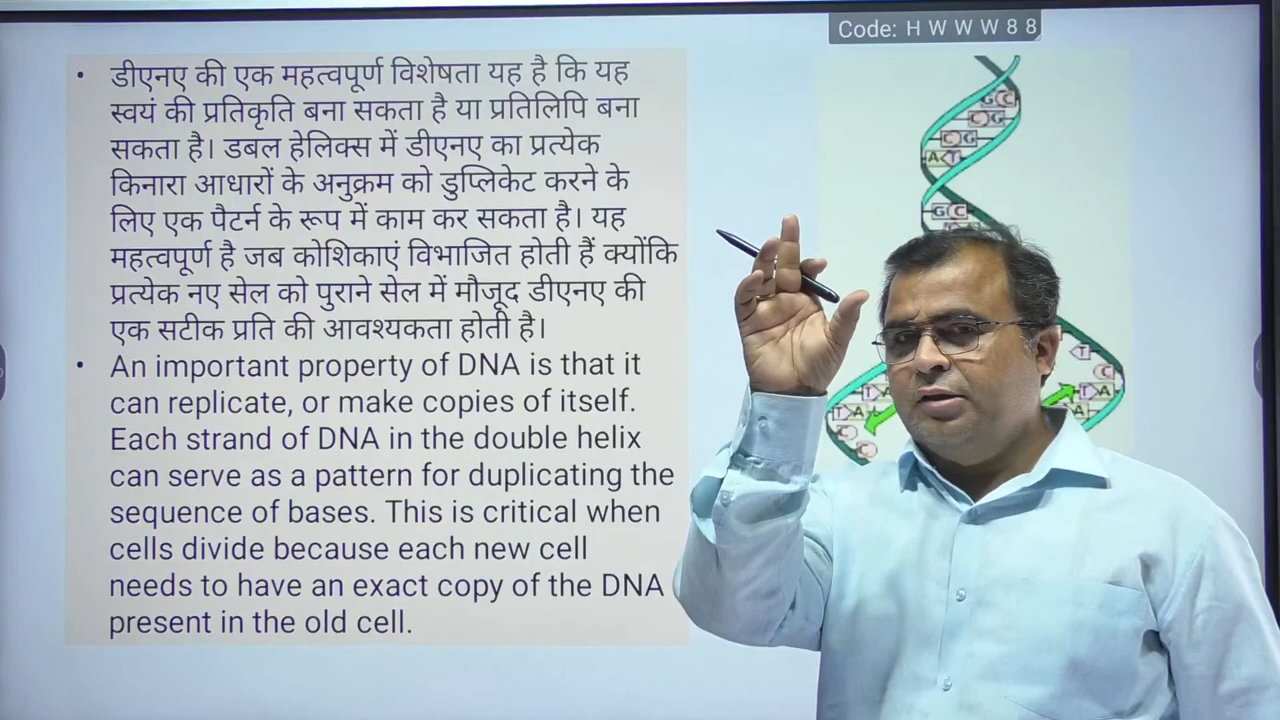 Code: H W W W 8 8
• डीएनए की एक महत्वपूर्ण विशेषता यह है कि यह
स्वयं की प्रतिकृति बना सकता है या प्रतिलिपि बना
सकता है। डबल हेलिक्स में डीएनए का प्रत्येक
किनारा आधारों के अनुक्रम को डुप्लिकेट करने के
लिए एक पैटर्न के रूप में काम कर सकता है। यह
महत्वपूर्ण है जब कोशिकाएं विभाजित होती हैं क्योंकि
प्रत्येक नए सेल को पुराने सेल में मौजूद डीएनए की
एक सटीक प्रति की आवश्यकता होती है।
• An important property of DNA is that it
can replicate, or make copies of itself.
Each strand of DNA in the double helix
can serve as a pattern for duplicating the
sequence of bases. This is critical when
cells divide because each new cell
needs to have an exact copy of the DNA
present in the old cell.
G C
C G
C G
A T
G C
T
C
T A
A
T A
T A
C
C